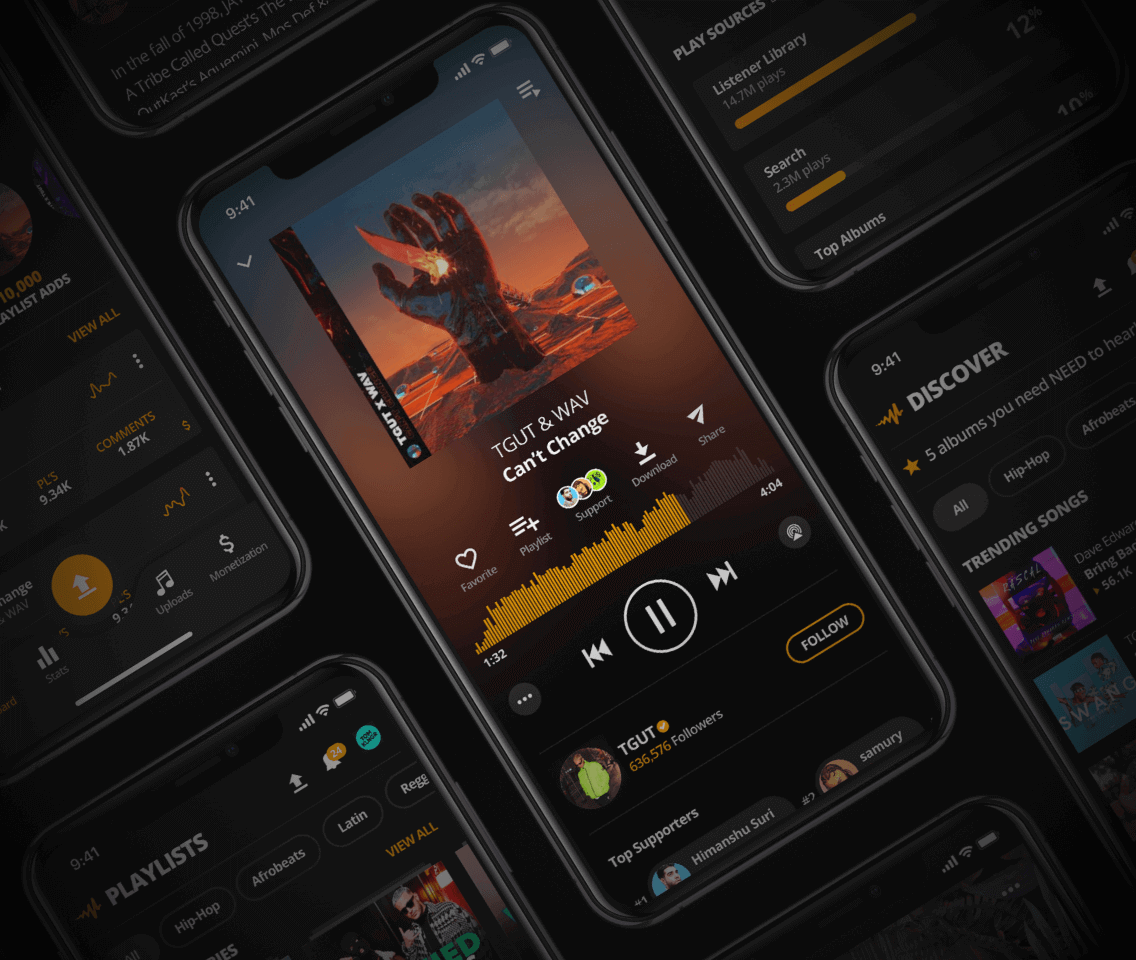 In the fall of 1998, JAY
A Tribe Called Quest's The
OutKast's Aquemini, Mos Def
10,000
PLAYLIST ADDS
VIEW ALL
COMMENTS
1.87K
$
PL'S
9.34K
Stats
Uploads
Monetization
9:41
TGUT X WAV
TGUT & WAV
Can't Change
Favorite
Playlist
Support
Download
Share
1:32
4:04
FOLLOW
TGUT
636,576 Followers
Top Supporters
#1
Himanshu Suri
#2
samury
PLAY SOURCES
Listener Library
14.7M plays
12%
Search
2.3M plays
10%
Top Albums
9:41
DISCOVER
5 albums you need NEED to hear
All
Hip-Hop
Afrobeats
TRENDING SONGS
RASCAL
Dave Edwar
Bring Bac
56.1K
SWANG
9:41
24
PLAYLISTS
All
Hip-Hop
Afrobeats
Latin
Regg
VIEW ALL